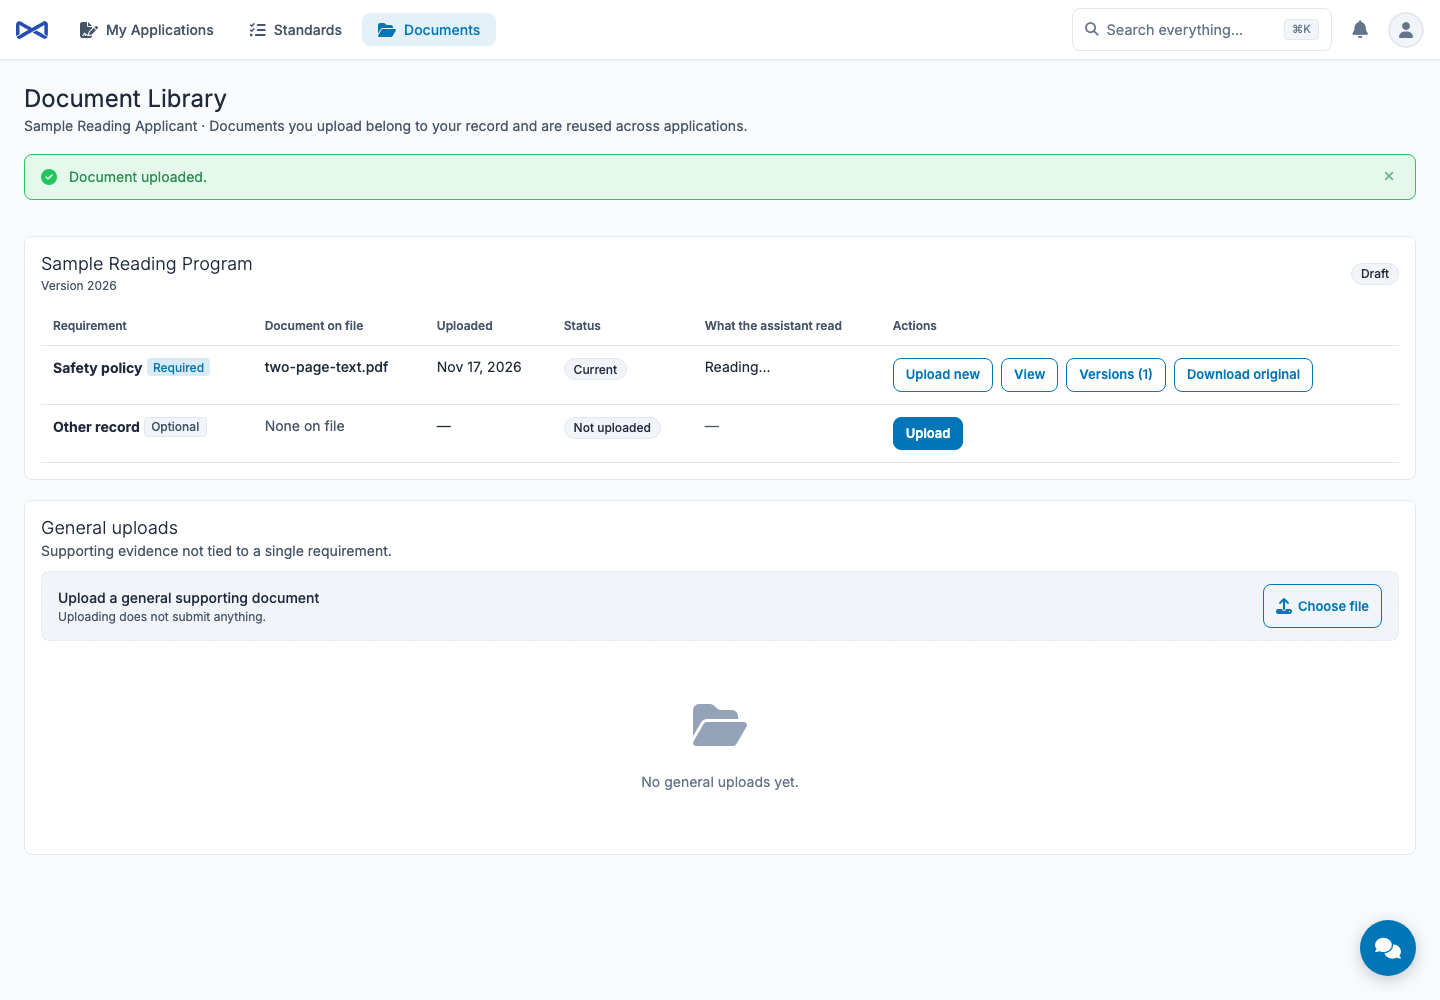 My Applications
Standards
Documents
Search everything...
⌘K
Document Library
Sample Reading Applicant · Documents you upload belong to your record and are reused across applications.
Document uploaded.
Sample Reading Program
Version 2026
Draft
Requirement Document on file Uploaded Status What the assistant read Actions
Safety policy Required two-page-text.pdf Nov 17, 2026 Current Reading... Upload new View Versions (1) Download original
Other record Optional None on file — Not uploaded — Upload
General uploads
Supporting evidence not tied to a single requirement.
Upload a general supporting document
Uploading does not submit anything.
Choose file
No general uploads yet.